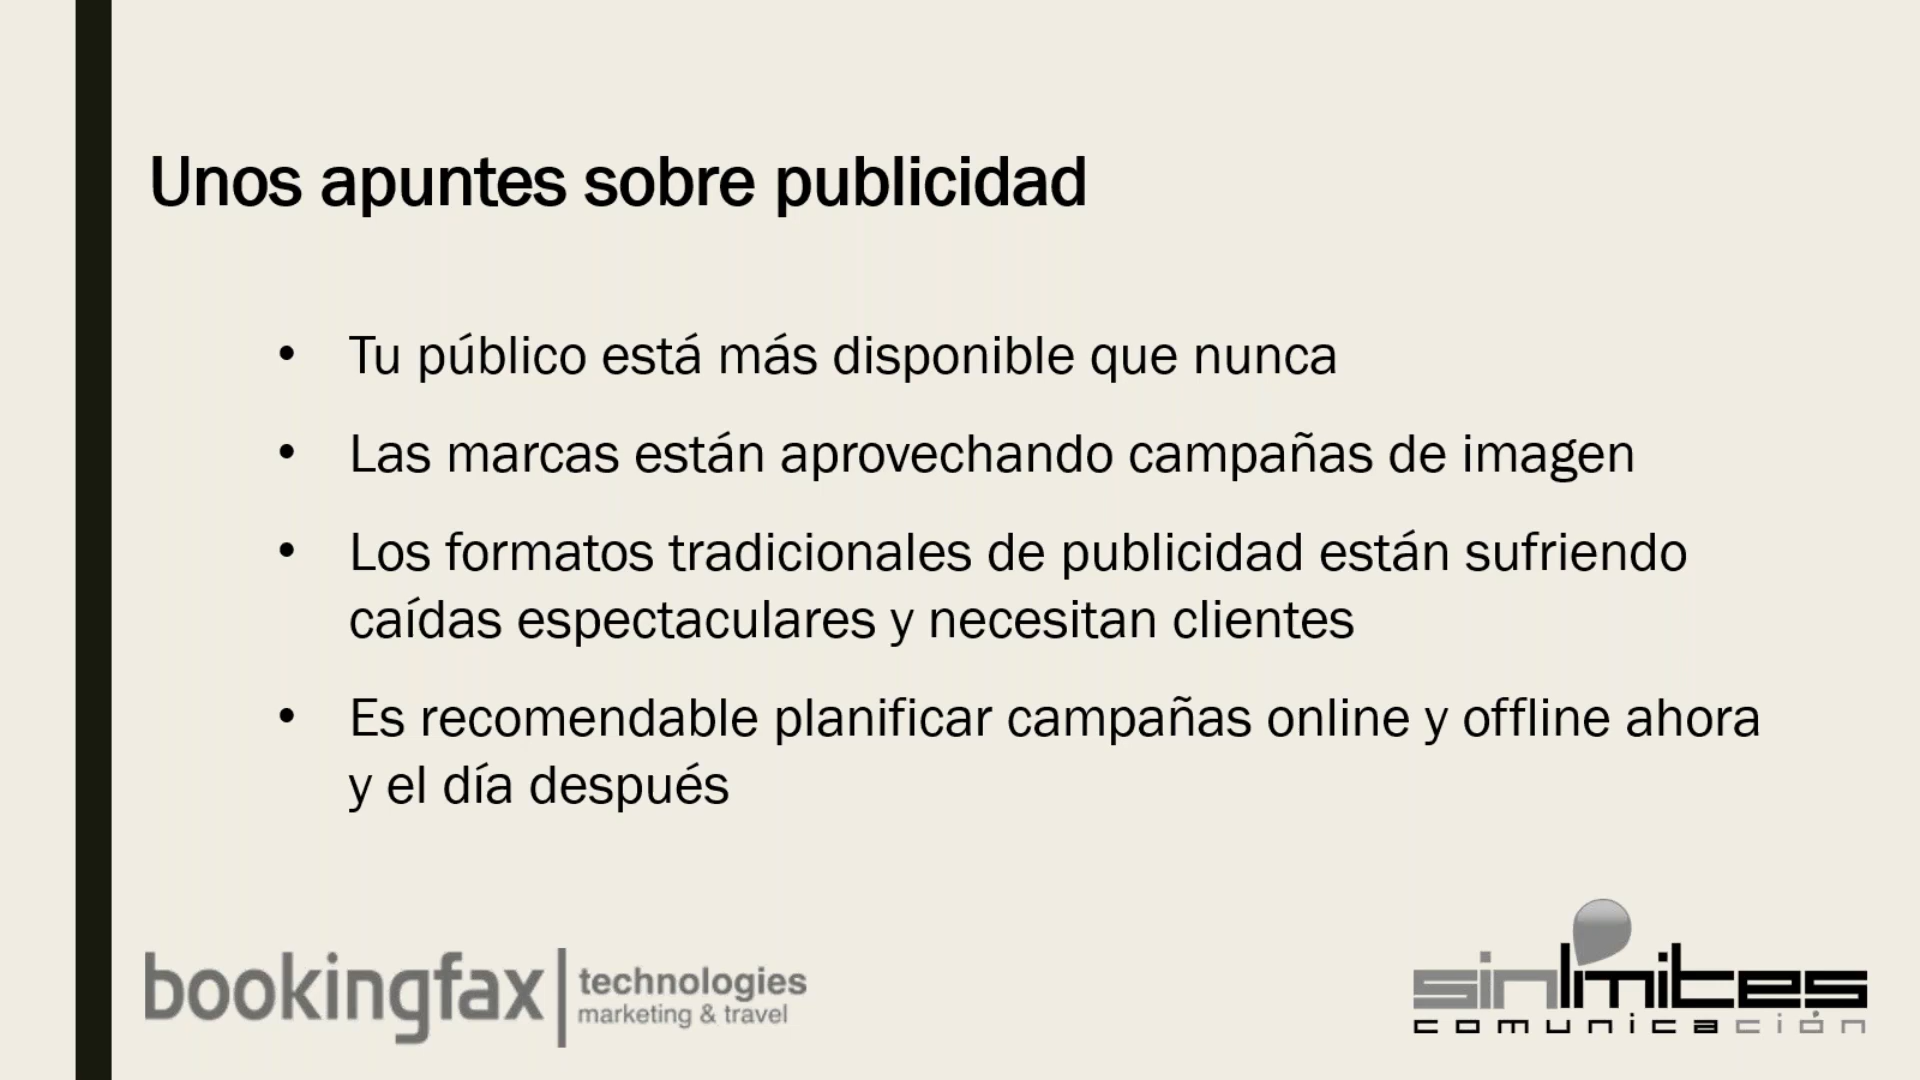 Unos apuntes sobre publicidad
• Tu público está más disponible que nunca
• Las marcas están aprovechando campañas de imagen
• Los formatos tradicionales de publicidad están sufriendo
caídas espectaculares y necesitan clientes
• Es recomendable planificar campañas online y offline ahora
y el día después
bookingfax technologies
marketing & travel
sinlimites
comunicación